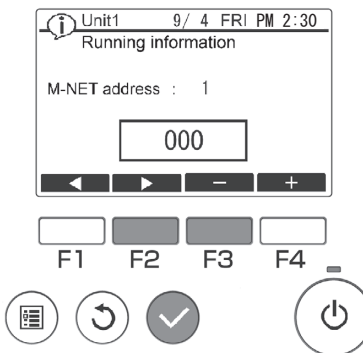 Unit1 9/ 4 FRI PM 2:30
Running information
M-NET address : 1
000
F1 F2 F3 F4